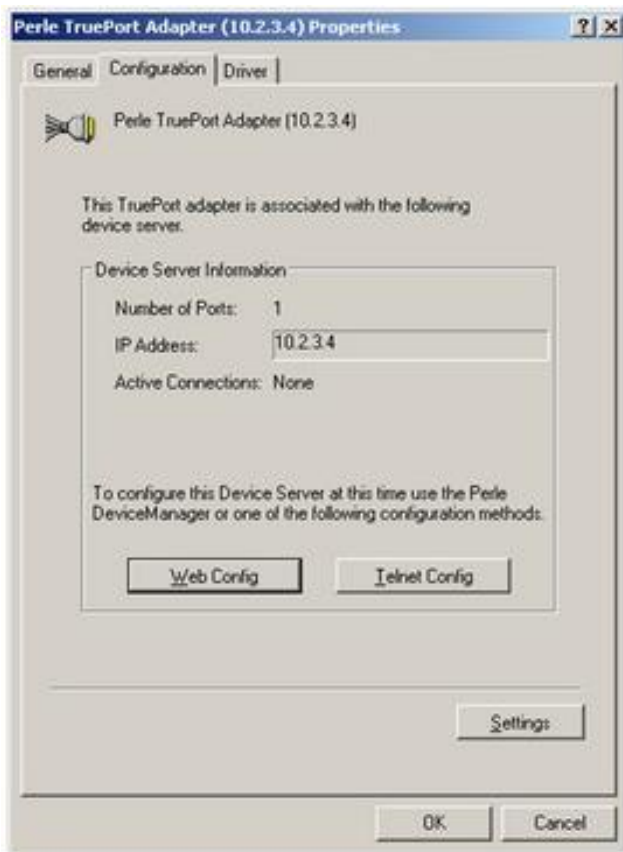 Perle TruePort Adapter (10.2.3.4) Properties
General
Configuration
Driver
Perle TruePort Adapter (10.2.3.4)
This TruePort adapter is associated with the following
device server.
Device Server Information
Number of Ports: 1
IP Address: 10.2.3.4
Active Connections: None
To configure this Device Server at this time use the Perle
DeviceManager or one of the following configuration methods.
Web Config
Telnet Config
Settings
OK
Cancel